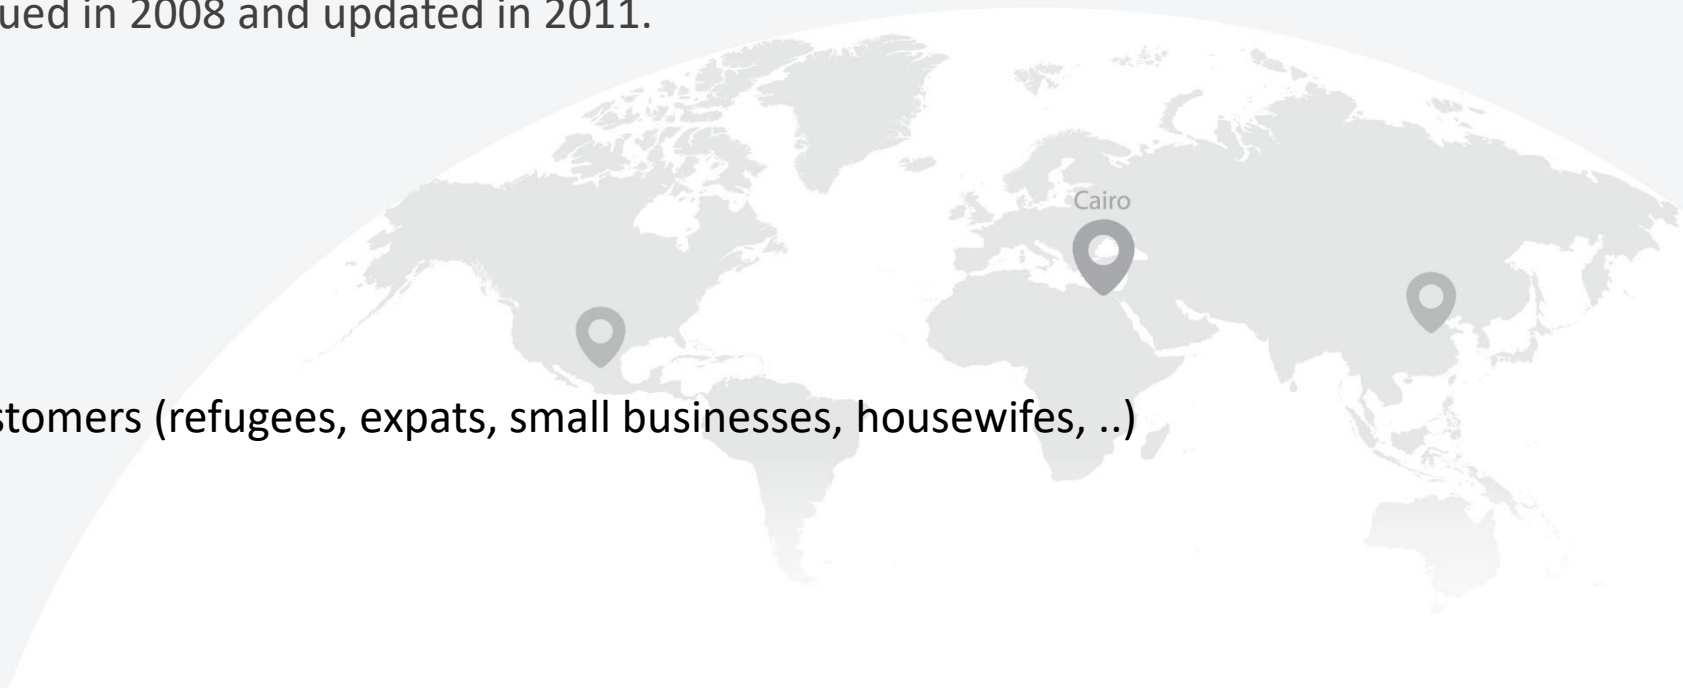 ued in 2008 and updated in 2011.
Cairo
stomers (refugees, expats, small businesses, housewifes, ..)